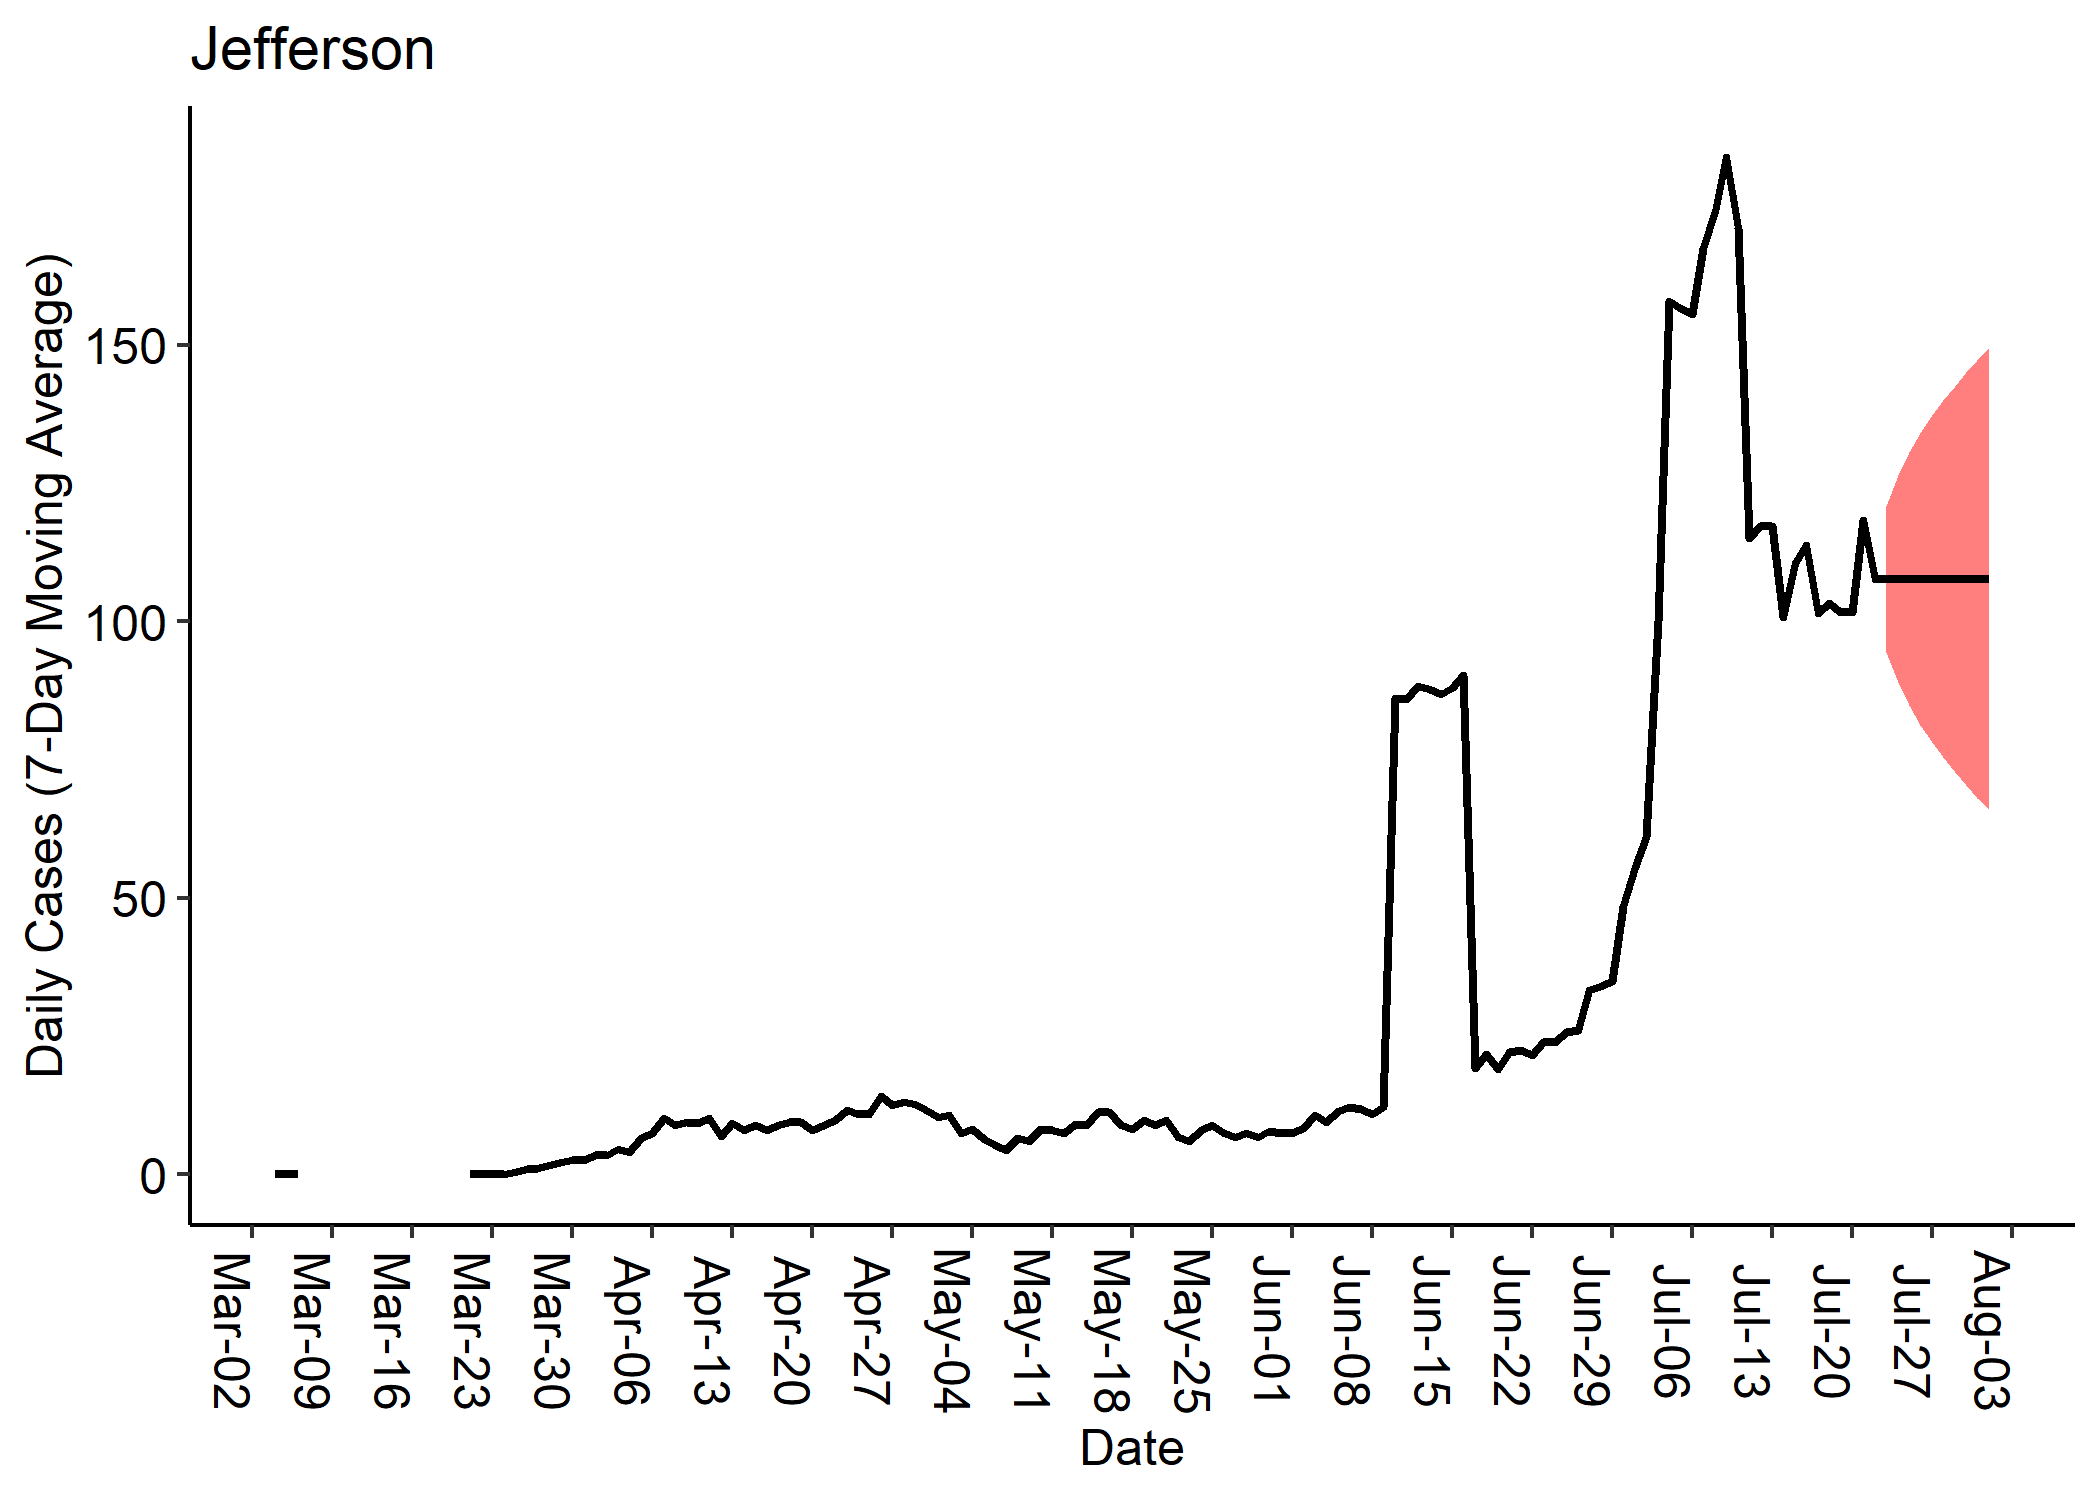 Jefferson
Daily Cases (7-Day Moving Average)
150
100
50
0
Mar-02
Mar-09
Mar-16
Mar-23
Mar-30
Apr-06
Apr-13
Apr-20
Apr-27
May-04
May-11
May-18
May-25
Jun-01
Jun-08
Jun-15
Jun-22
Jun-29
Jul-06
Jul-13
Jul-20
Jul-27
Aug-03
Date